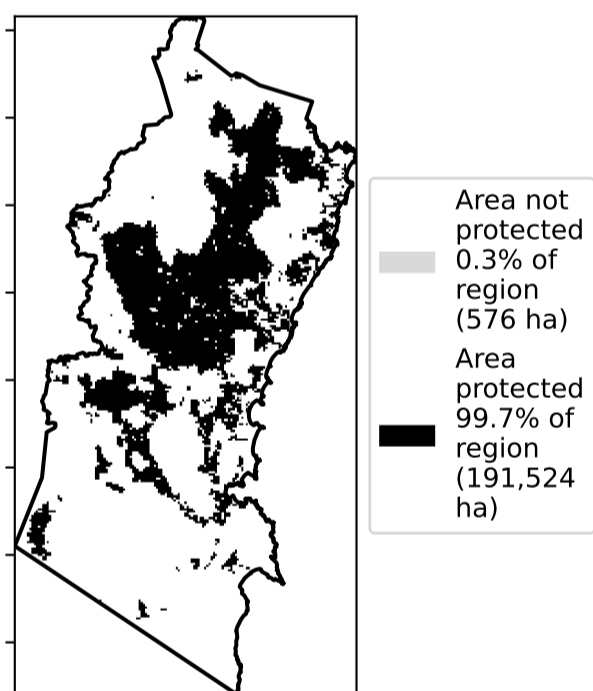 Area not
protected
0.3% of
region
(576 ha)
Area
protected
99.7% of
region
(191,524
ha)